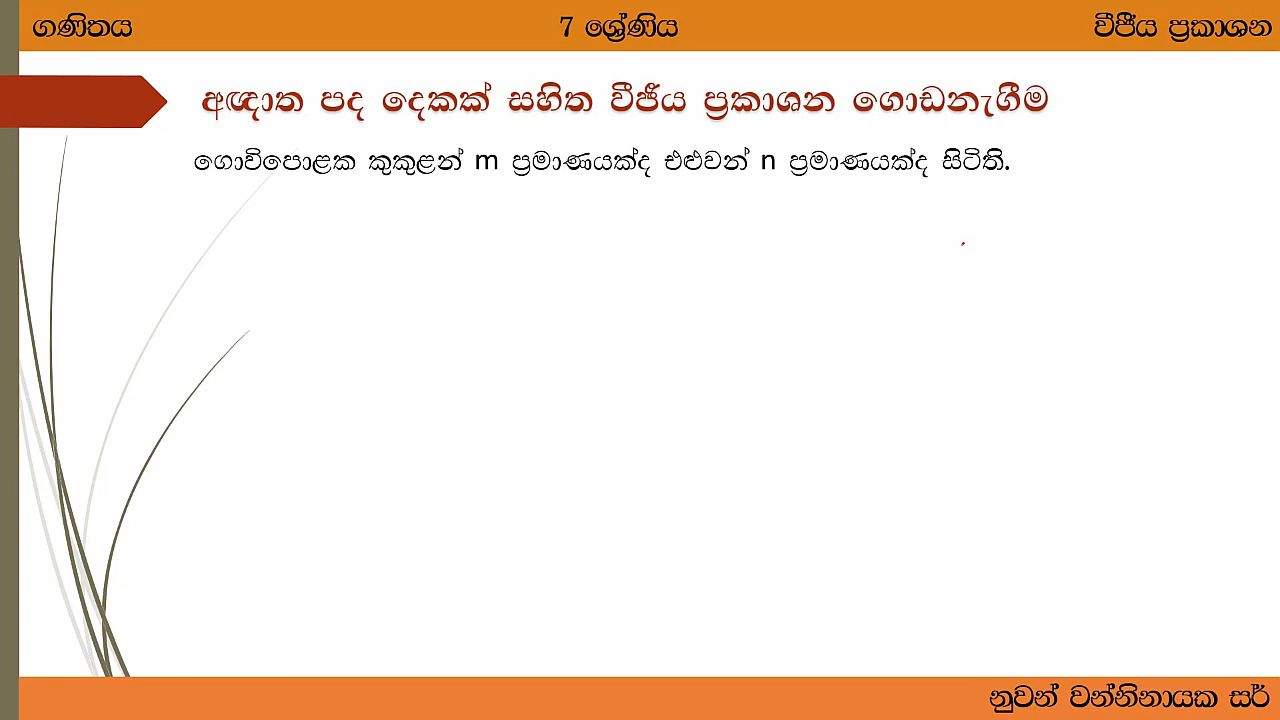 ගණිතය
7 ශ්‍රේණිය
වීජීය ප්‍රකාශන
අඥාත පද දෙකක් සහිත වීජීය ප්‍රකාශන ගොඩනැගීම
ගොවිපොළක කුකුළන් m ප්‍රමාණයක්ද එළුවන් n ප්‍රමාණයක්ද සිටිති.
නුවන් වන්නිනායක සර්